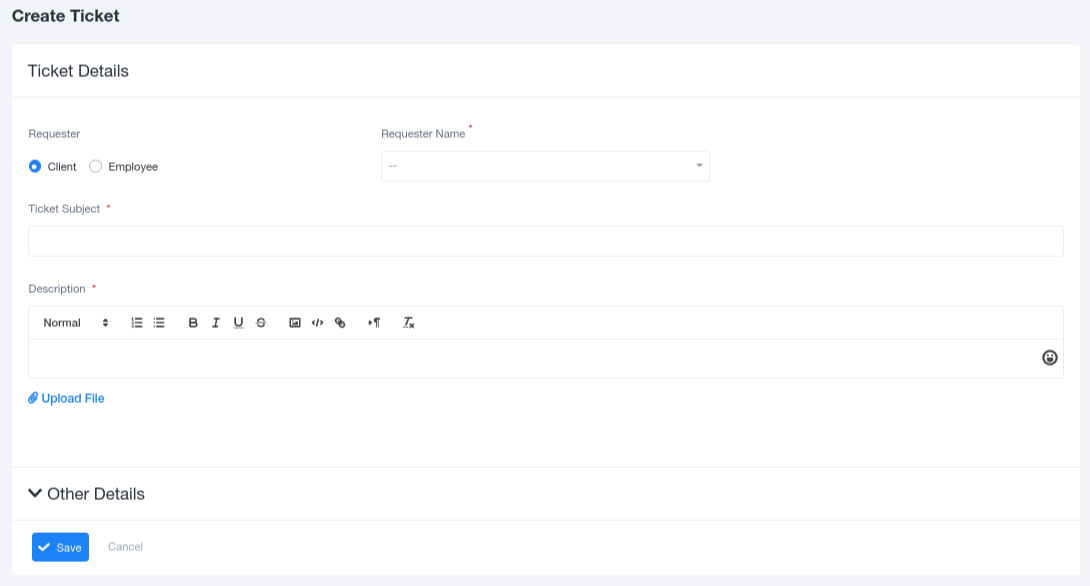 Create Ticket
Ticket Details
Requester
Requester Name *
Client Employee
--
Ticket Subject *
Description *
Normal
Upload File
Other Details
Save Cancel